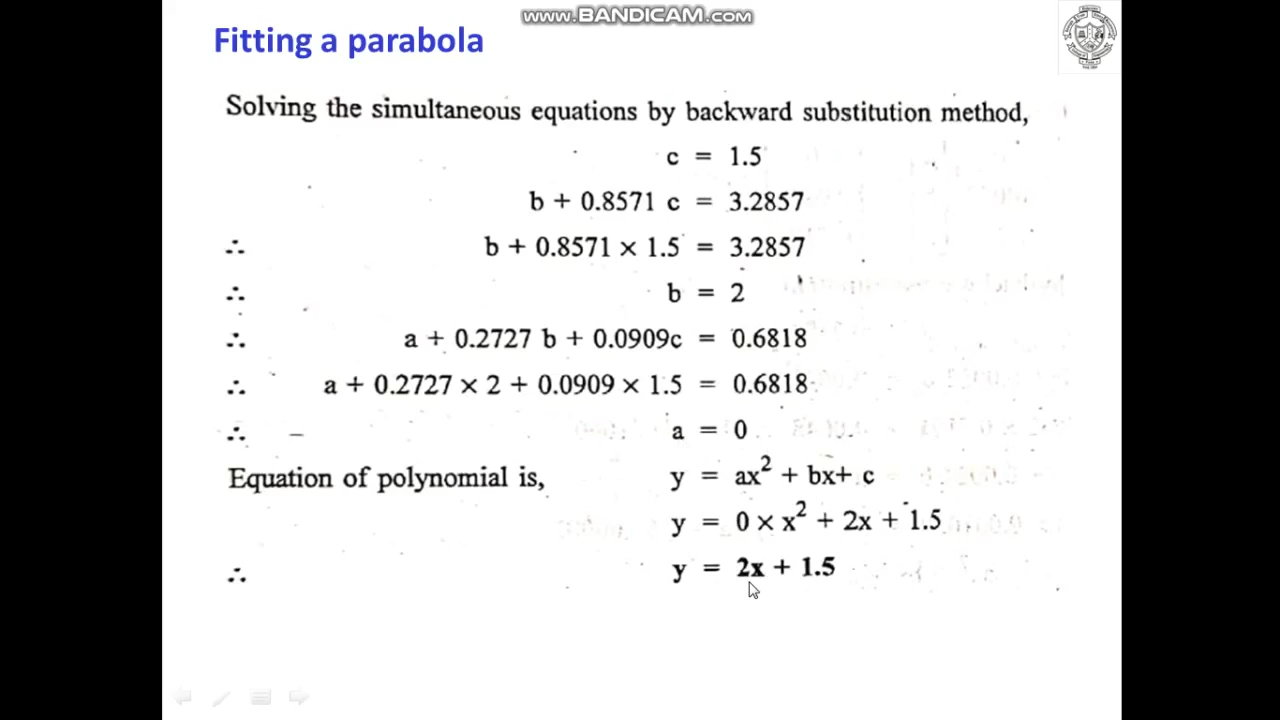 www.BANDICAM.com
Fitting a parabola
Solving the simultaneous equations by backward substitution method,
c = 1.5
b + 0.8571 c = 3.2857
∴ b + 0.8571 × 1.5 = 3.2857
∴ b = 2
∴ a + 0.2727 b + 0.0909c = 0.6818
∴ a + 0.2727 × 2 + 0.0909 × 1.5 = 0.6818
∴ a = 0
Equation of polynomial is, y = ax² + bx+ c
y = 0 × x² + 2x + 1.5
∴ y = 2x + 1.5